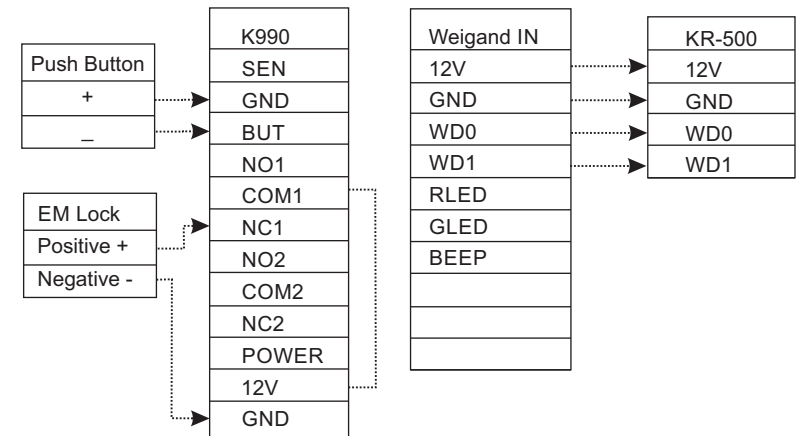 Push Button
+
_
EM Lock
Positive +
Negative -
K990
SEN
GND
BUT
NO1
COM1
NC1
NO2
COM2
NC2
POWER
12V
GND
Weigand IN
12V
GND
WD0
WD1
RLED
GLED
BEEP
KR-500
12V
GND
WD0
WD1